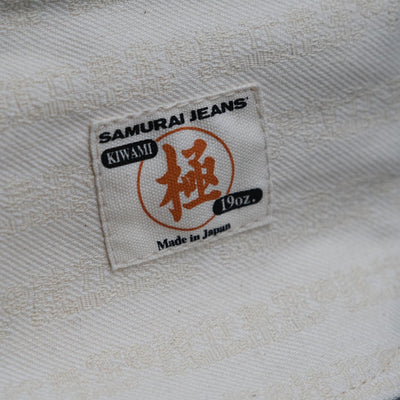 SAMURAI JEANS
KIWAMI
極
19oz.
Made in Japan